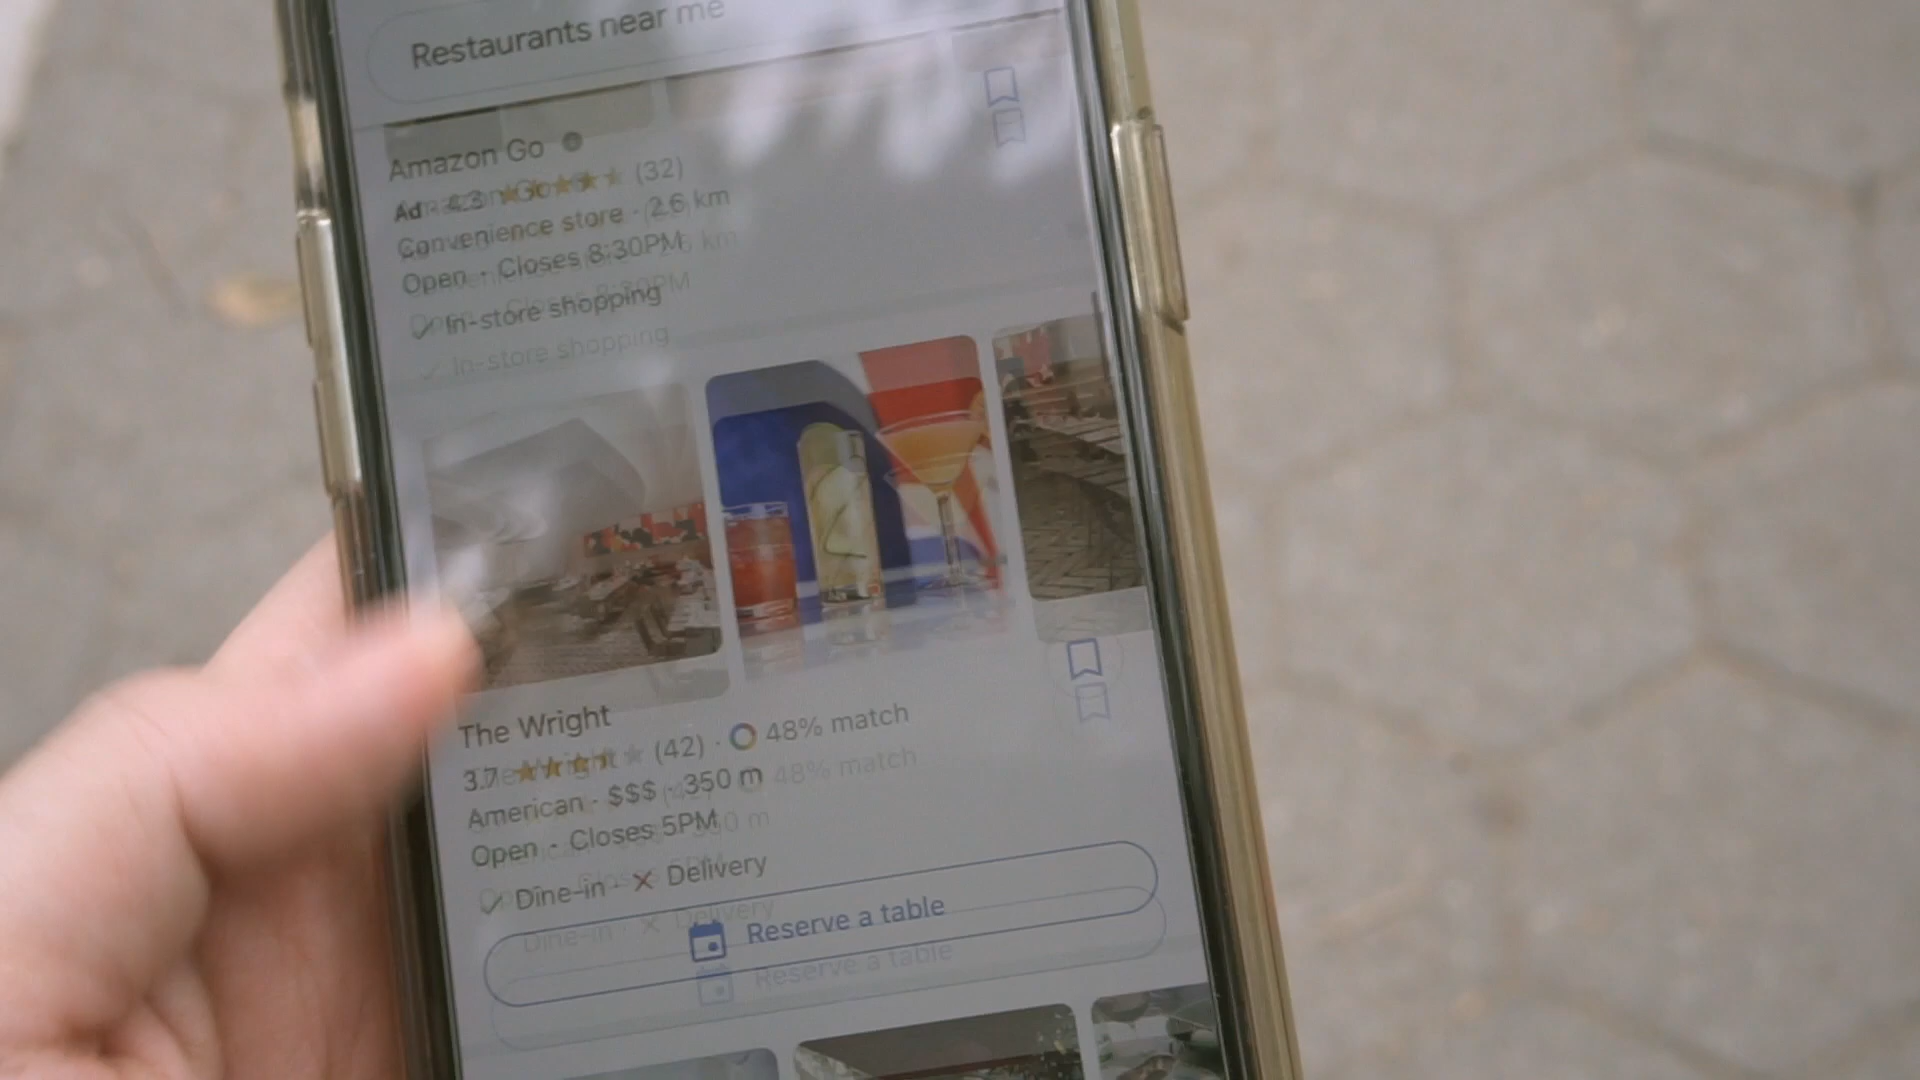 Restaurants near me
Amazon Go
Ad · 4.3 (32)
Convenience store · 2.6 km
Open · Closes 8:30PM
In-store shopping
The Wright
3.7 (42) · 48% match
American · $$$ · 350 m
Open · Closes 5PM
Dine-in · Delivery
Reserve a table